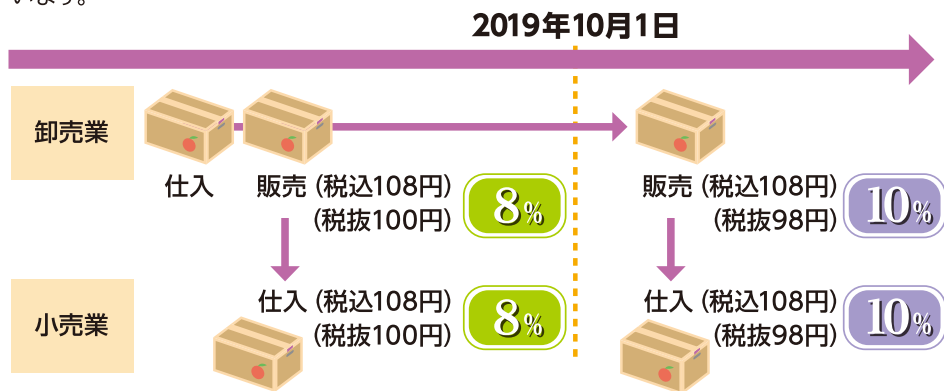 います。
2019年10月1日
卸売業
仕入
販売（税込108円）
（税抜100円）
8%
販売（税込108円）
（税抜98円）
10%
小売業
仕入（税込108円）
（税抜100円）
8%
仕入（税込108円）
（税抜98円）
10%